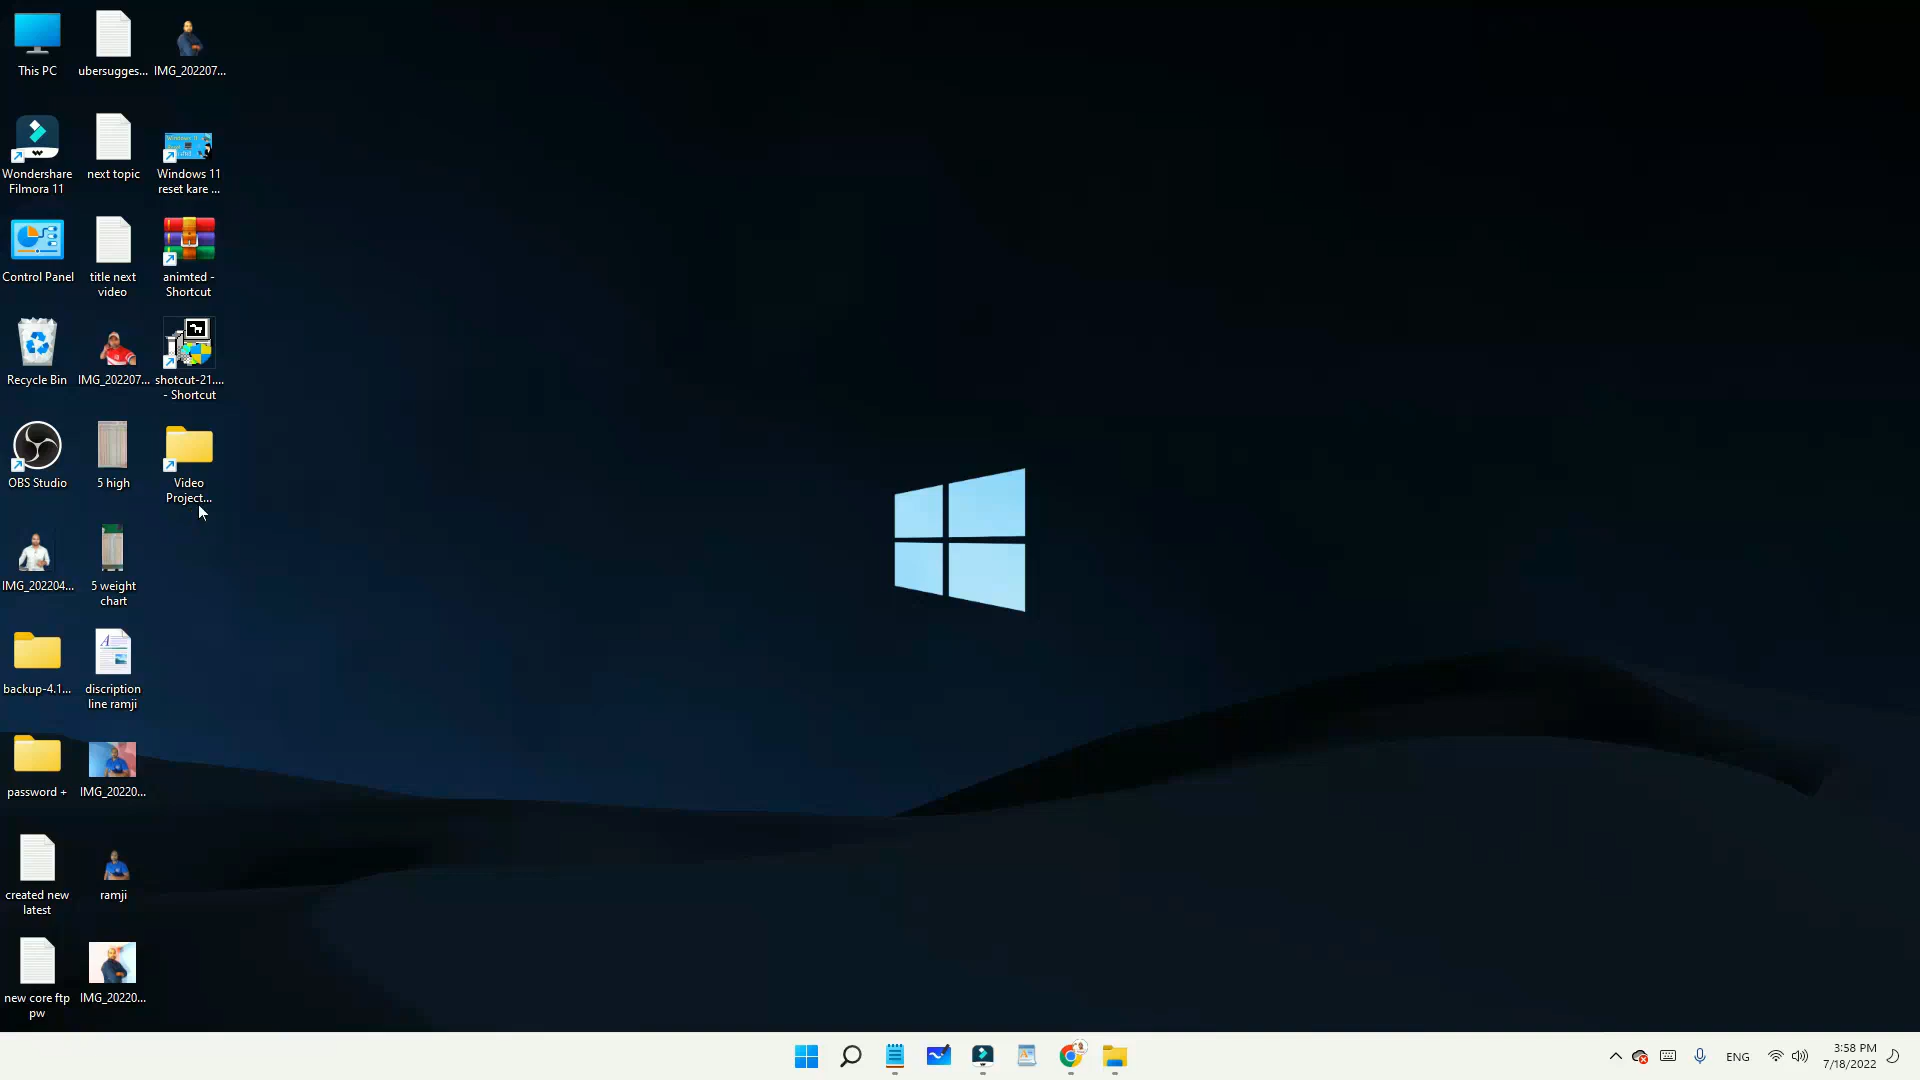 This PC
ubersugges...
IMG_202207...
Wondershare
Filmora 11
next topic
Windows 11
reset kare ...
Control Panel
title next
video
animted -
Shortcut
Recycle Bin
IMG_202207...
shotcut-21....
- Shortcut
OBS Studio
5 high
Video
Project...
IMG_202204...
5 weight
chart
backup-4.1...
discription
line ramji
password +
IMG_20220...
created new
latest
ramji
new core ftp
pw
IMG_20220...
ENG
3:58 PM
7/18/2022